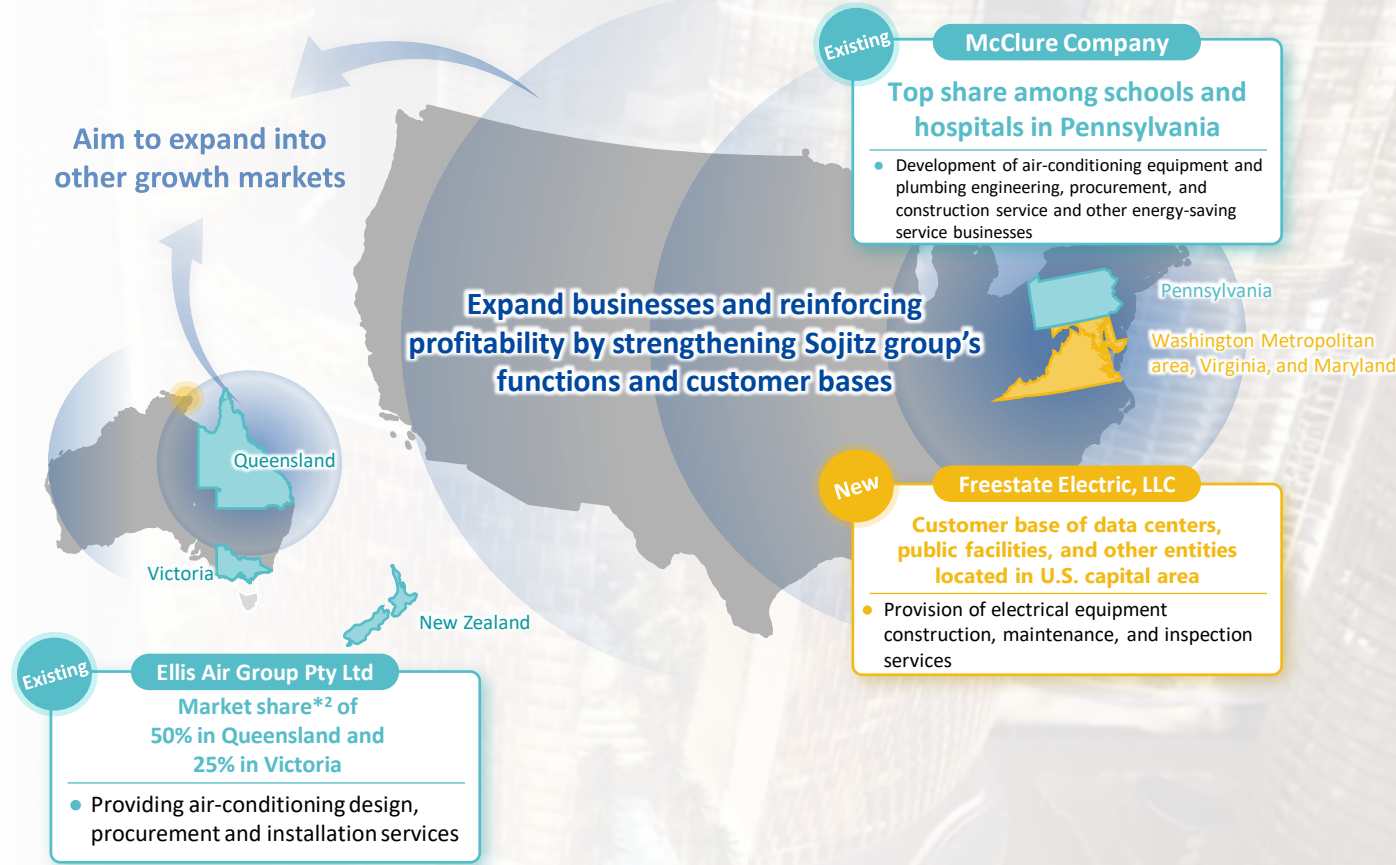 Existing
McClure Company
Top share among schools and
hospitals in Pennsylvania
● Development of air-conditioning equipment and
plumbing engineering, procurement, and
construction service and other energy-saving
service businesses
Aim to expand into
other growth markets
Expand businesses and reinforcing
profitability by strengthening Sojitz group's
functions and customer bases
Pennsylvania
Washington Metropolitan
area, Virginia, and Maryland
Queensland
Victoria
New Zealand
New
Freestate Electric, LLC
Customer base of data centers,
public facilities, and other entities
located in U.S. capital area
● Provision of electrical equipment
construction, maintenance, and inspection
services
Existing
Ellis Air Group Pty Ltd
Market share*2 of
50% in Queensland and
25% in Victoria
● Providing air-conditioning design,
procurement and installation services